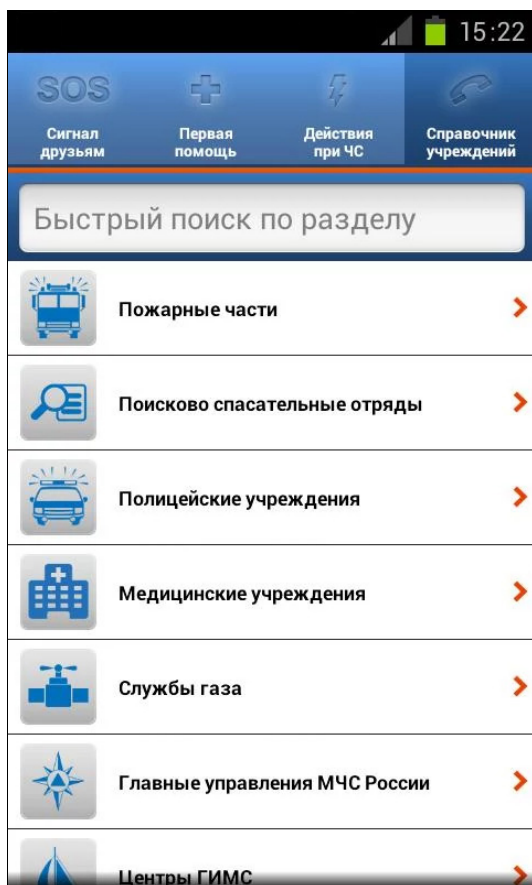 15:22
SOS
Сигнал
друзьям
Первая
помощь
Действия
при ЧС
Справочник
учреждений
Быстрый поиск по разделу
Пожарные части
Поисково спасательные отряды
Полицейские учреждения
Медицинские учреждения
Службы газа
Главные управления МЧС России
Центры ГИМС